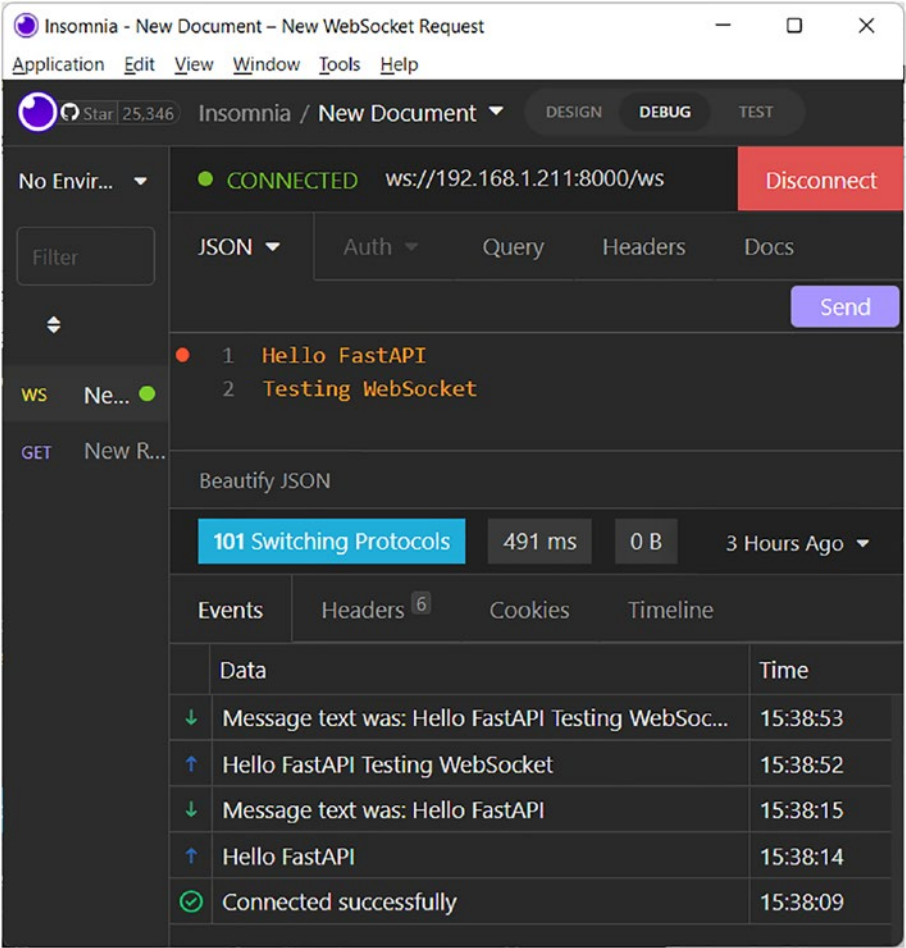 Insomnia - New Document – New WebSocket Request
Application Edit View Window Tools Help
Star 25,346 Insomnia / New Document DESIGN DEBUG TEST
No Envir... CONNECTED ws://192.168.1.211:8000/ws Disconnect
JSON Auth Query Headers Docs
Filter
Send
1 Hello FastAPI
2 Testing WebSocket
WS Ne...
GET New R...
Beautify JSON
101 Switching Protocols 491 ms 0 B 3 Hours Ago
Events Headers 6 Cookies Timeline
Data Time
Message text was: Hello FastAPI Testing WebSoc... 15:38:53
Hello FastAPI Testing WebSocket 15:38:52
Message text was: Hello FastAPI 15:38:15
Hello FastAPI 15:38:14
Connected successfully 15:38:09